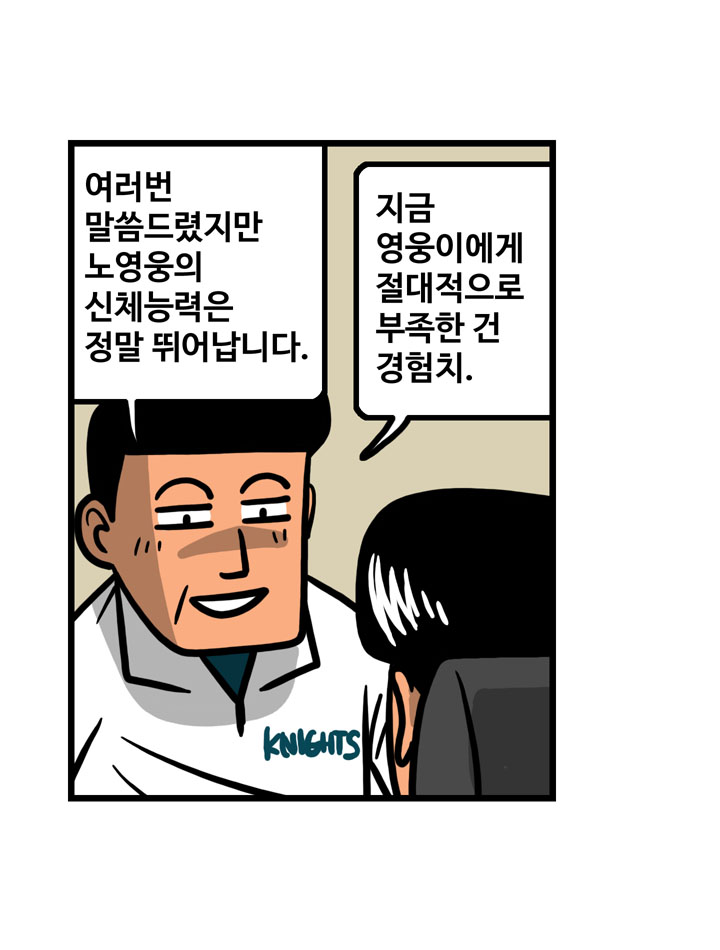 여러번
말씀드렸지만
노영웅의
신체능력은
정말 뛰어납니다.
지금
영웅이에게
절대적으로
부족한 건
경험치.
KNIGHTS